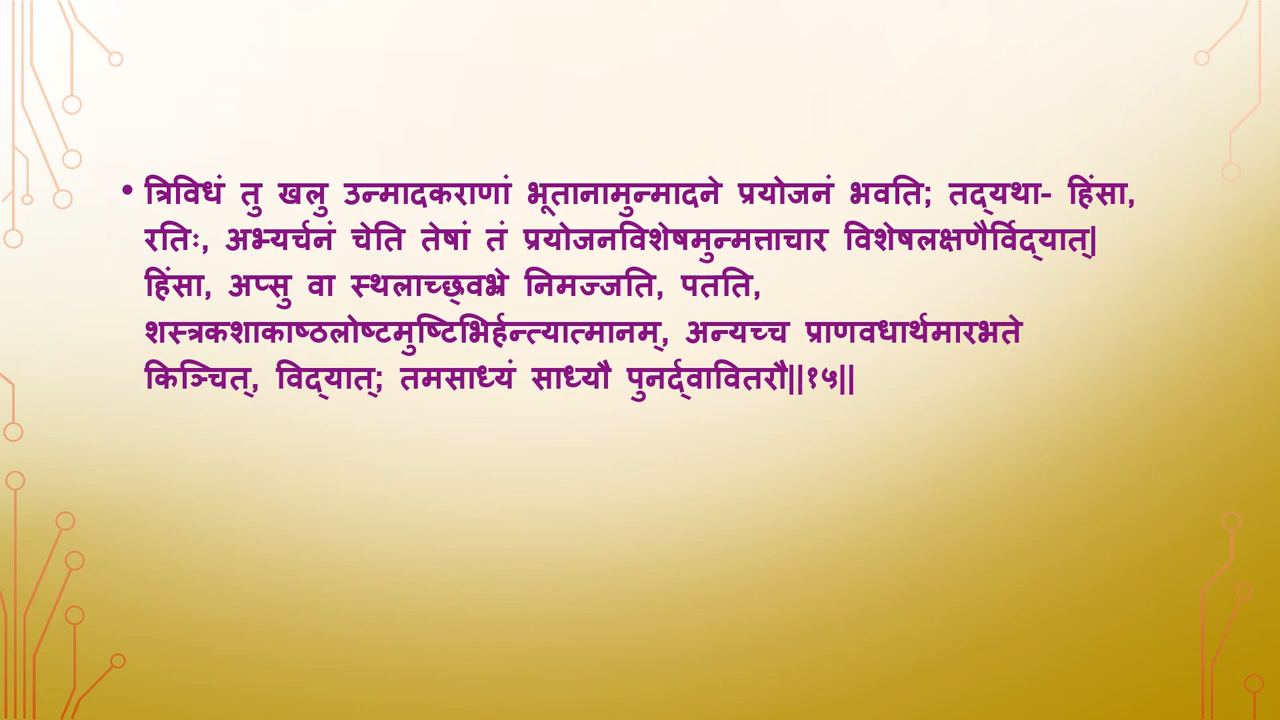 • त्रिविधं तु खलु उन्मादकराणां भूतानामुन्मादने प्रयोजनं भवति; तद्यथा- हिंसा,
रतिः, अभ्यर्चनं चेति तेषां तं प्रयोजनविशेषमुन्मत्ताचार विशेषलक्षणैर्विद्यात्|
हिंसा, अप्सु वा स्थलाच्छ्वभ्रे निमज्जति, पतति,
शस्त्रकशाकाष्ठलोष्टमुष्टिभिर्हन्त्यात्मानम्, अन्यच्च प्राणवधार्थमारभते
किञ्चित्, विद्यात्; तमसाध्यं साध्यौ पुनर्द्वावितरौ||१५||